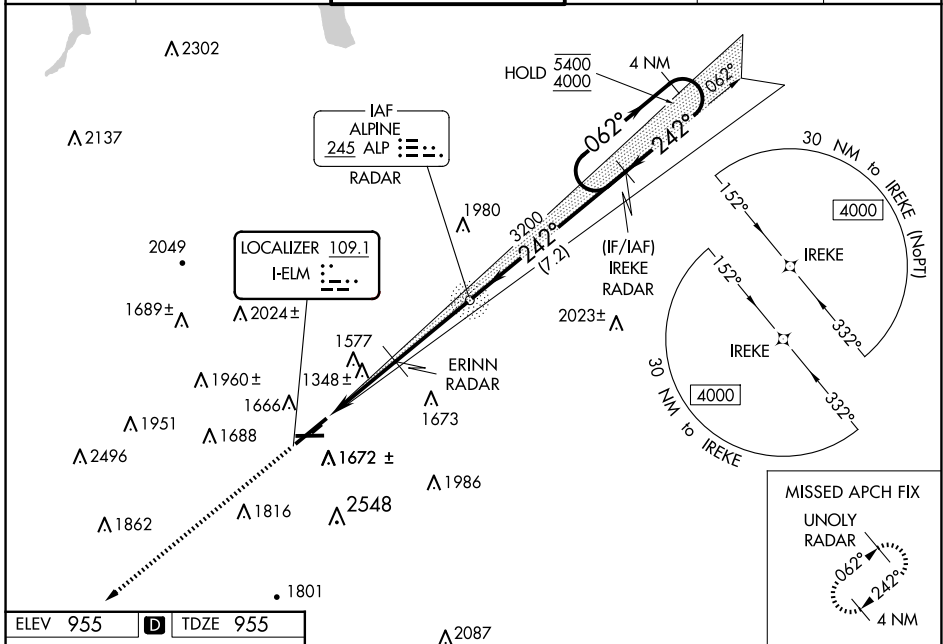 2302
HOLD 5400
4000
4 NM
062°
IAF
ALPINE
245 ALP
RADAR
2137
062°
242°
30 NM to IREKE (NoPT)
152°
4000
IREKE
332°
1980
3200
242°
(7.2)
(IF/IAF)
IREKE
RADAR
2049
LOCALIZER 109.1
I-ELM
1689±
2024±
2023±
152°
IREKE
4000
332°
30 NM to IREKE
1577
1348±
ERINN
RADAR
1960±
1666
1673
1951
1688
2496
1672 ±
1986
1862
1816
2548
MISSED APCH FIX
UNOLY
RADAR
062°
242°
4 NM
1801
ELEV 955 D TDZE 955
2087